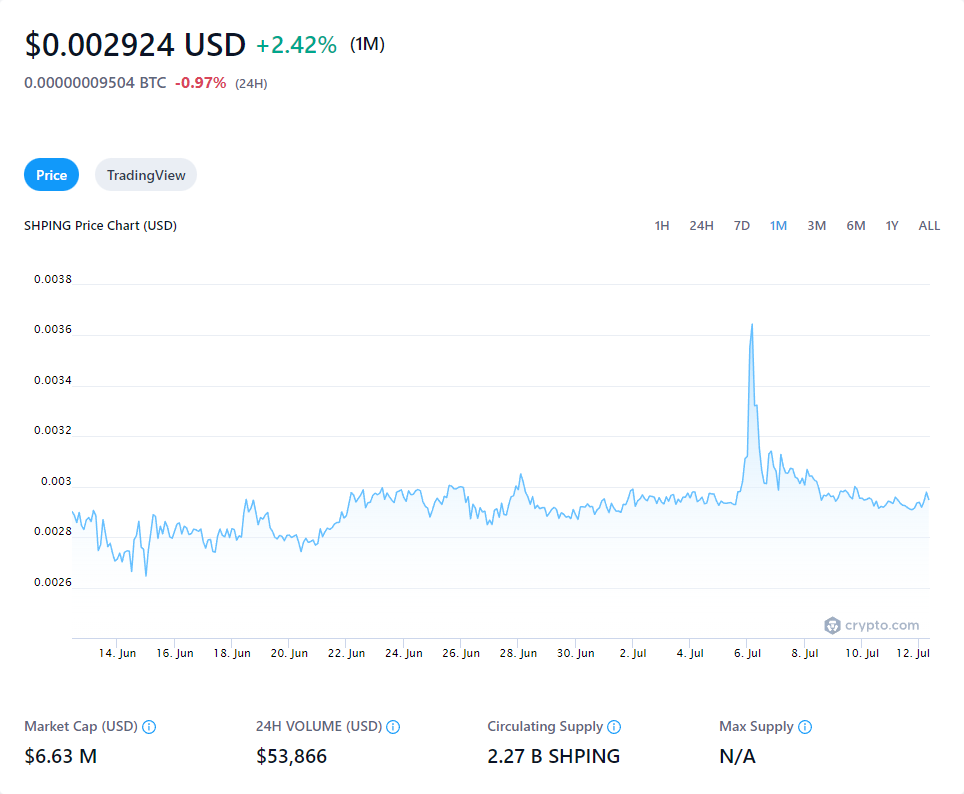 $0.002924 USD +2.42% (1M)
0.00000009504 BTC -0.97% (24H)
Price TradingView
SHPING Price Chart (USD) 1H 24H 7D 1M 3M 6M 1Y ALL
0.0038
0.0036
0.0034
0.0032
0.003
0.0028
0.0026
crypto.com
14. Jun 16. Jun 18. Jun 20. Jun 22. Jun 24. Jun 26. Jun 28. Jun 30. Jun 2. Jul 4. Jul 6. Jul 8. Jul 10. Jul 12. Jul
Market Cap (USD) 24H VOLUME (USD) Circulating Supply Max Supply
$6.63 M $53,866 2.27 B SHPING N/A